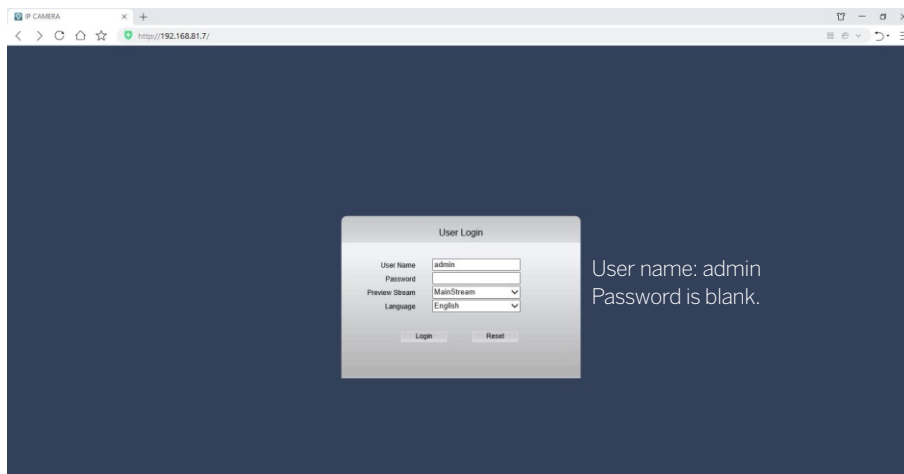 IP CAMERA
http://192.168.81.7/
User Login
User Name admin
Password
Preview Stream MainStream
Language English
Login Reset
User name: admin
Password is blank.